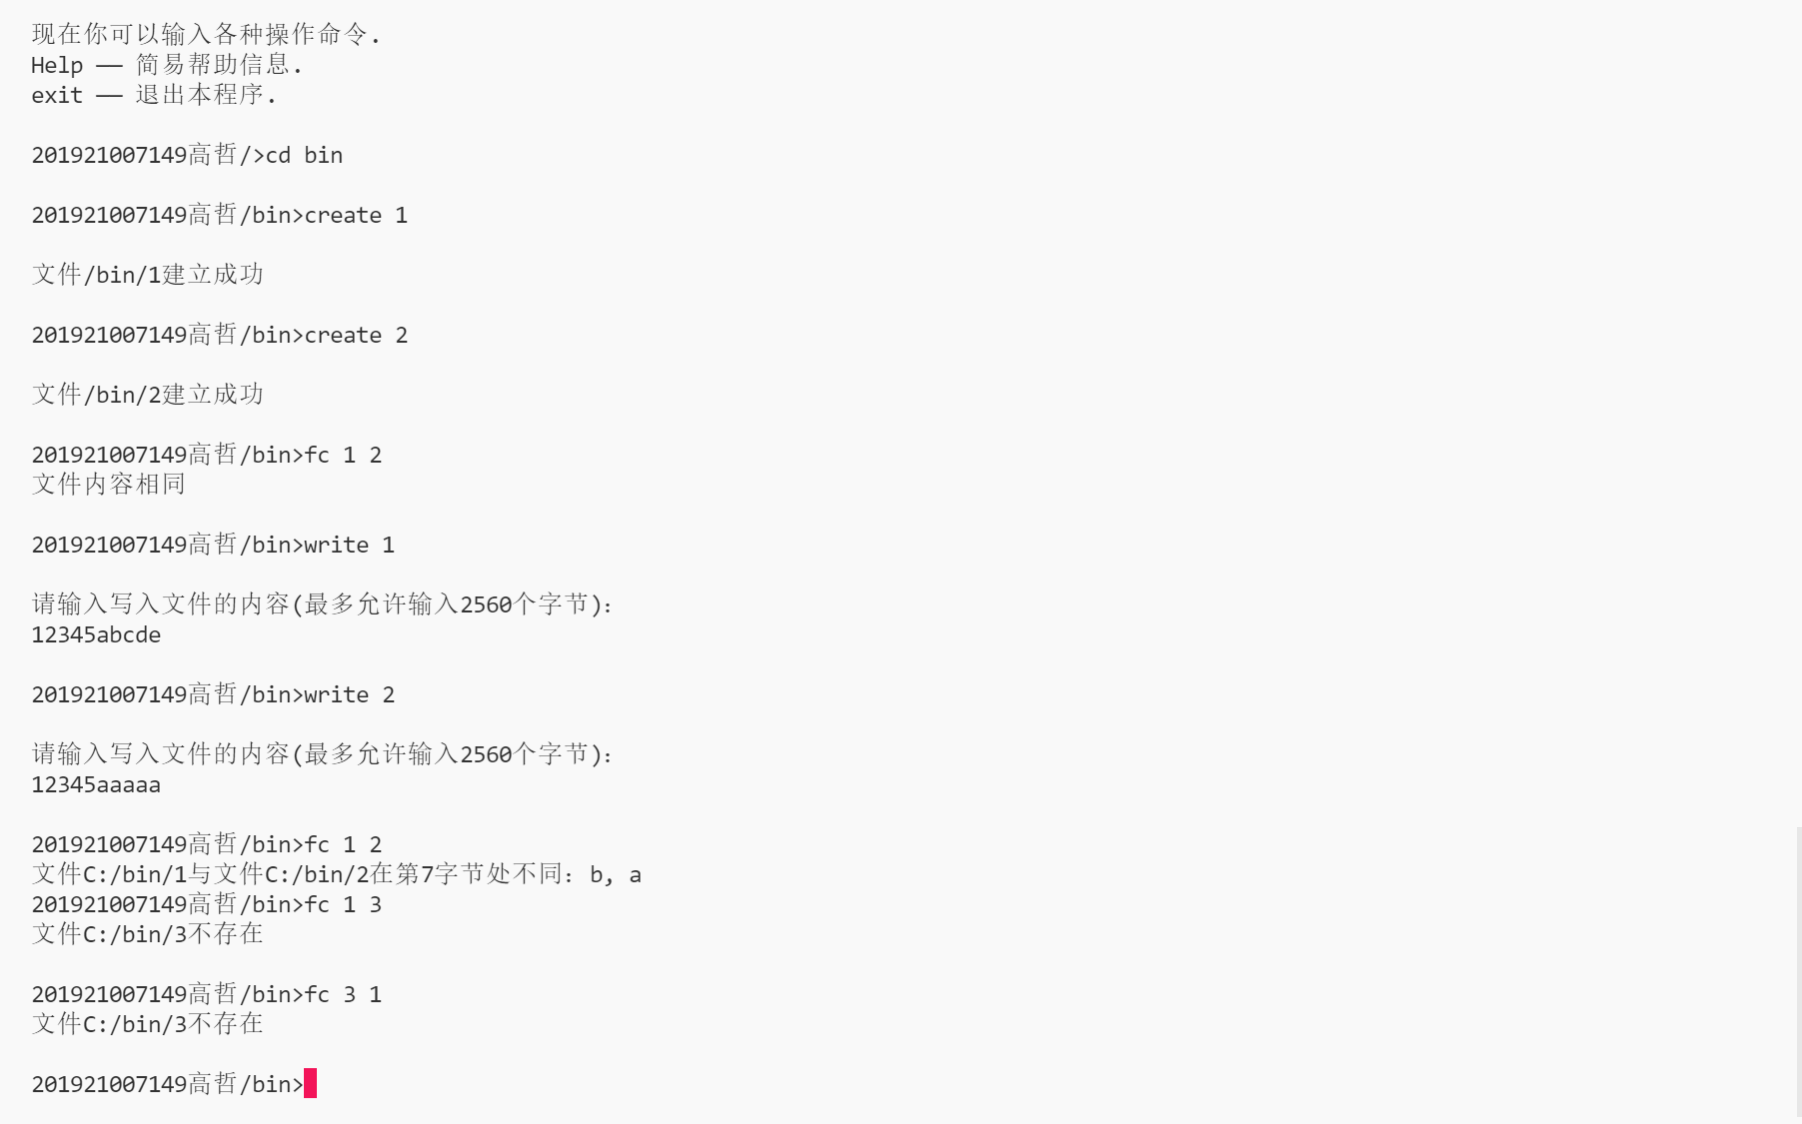 现在你可以输入各种操作命令.
Help —— 简易帮助信息.
exit —— 退出本程序.
201921007149高哲/>cd bin
201921007149高哲/bin>create 1
文件/bin/1建立成功
201921007149高哲/bin>create 2
文件/bin/2建立成功
201921007149高哲/bin>fc 1 2
文件内容相同
201921007149高哲/bin>write 1
请输入写入文件的内容(最多允许输入2560个字节):
12345abcde
201921007149高哲/bin>write 2
请输入写入文件的内容(最多允许输入2560个字节):
12345aaaaa
201921007149高哲/bin>fc 1 2
文件C:/bin/1与文件C:/bin/2在第7字节处不同: b, a
201921007149高哲/bin>fc 1 3
文件C:/bin/3不存在
201921007149高哲/bin>fc 3 1
文件C:/bin/3不存在
201921007149高哲/bin>